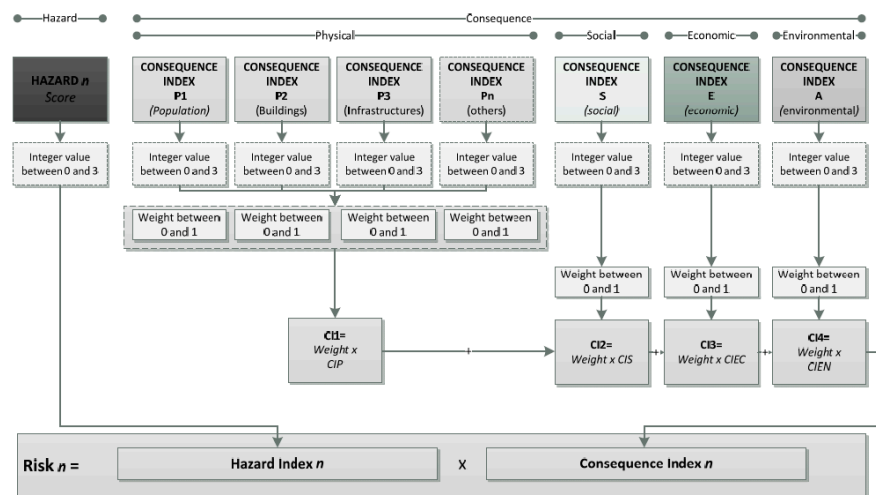 Hazard
Consequence
Physical
Social
Economic
Environmental
HAZARD n
Score
CONSEQUENCE
INDEX
P1
(Population)
CONSEQUENCE
INDEX
P2
(Buildings)
CONSEQUENCE
INDEX
P3
(Infrastructures)
CONSEQUENCE
INDEX
Pn
(others)
CONSEQUENCE
INDEX
S
(social)
CONSEQUENCE
INDEX
E
(economic)
CONSEQUENCE
INDEX
A
(environmental)
Integer value
between 0 and 3
Integer value
between 0 and 3
Integer value
between 0 and 3
Integer value
between 0 and 3
Integer value
between 0 and 3
Integer value
between 0 and 3
Integer value
between 0 and 3
Integer value
between 0 and 3
Weight between
0 and 1
Weight between
0 and 1
Weight between
0 and 1
Weight between
0 and 1
Weight between
0 and 1
Weight between
0 and 1
Weight between
0 and 1
CI1=
Weight x
CIP
+
CI2=
Weight x CIS
+
CI3=
Weight x CIEC
+
CI4=
Weight x
CIEN
Risk n =
Hazard Index n
x
Consequence Index n